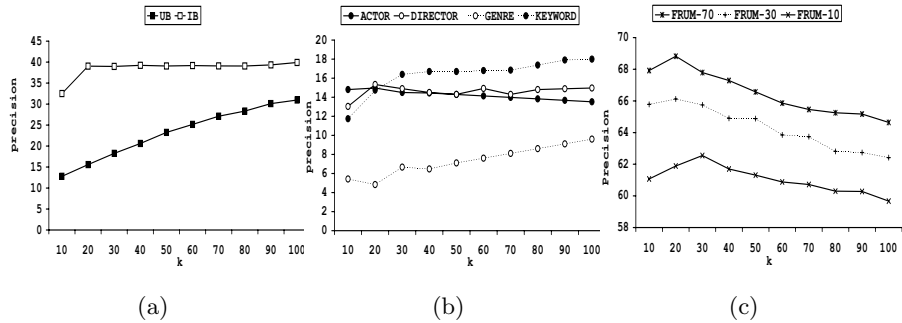 UB IB
45
40
35
30
25
20
15
10
5
0
precision
10 20 30 40 50 60 70 80 90 100
k
(a)
ACTOR DIRECTOR GENRE KEYWORD
20
18
16
14
12
10
8
6
4
2
0
precision
10 20 30 40 50 60 70 80 90 100
k
(b)
FRUM-70 FRUM-30 FRUM-10
68
66
64
62
60
58
Precision
10 20 30 40 50 60 70 80 90 100
k
(c)